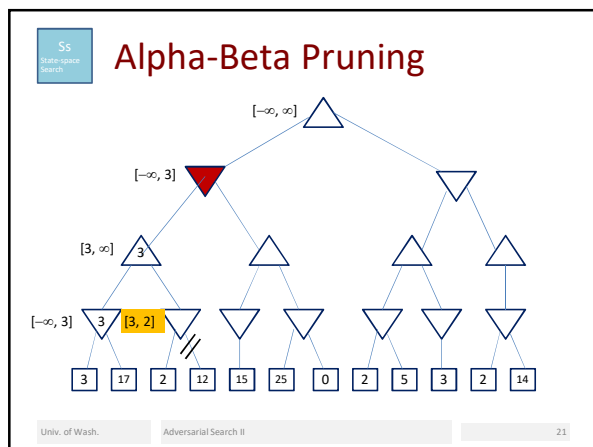 Ss
State-space
Search
Alpha-Beta Pruning
[−∞, ∞]
[−∞, 3]
[3, ∞]
3
[−∞, 3]
3
[3, 2]
3 17 2 12 15 25 0 2 5 3 2 14
Univ. of Wash. Adversarial Search II 21